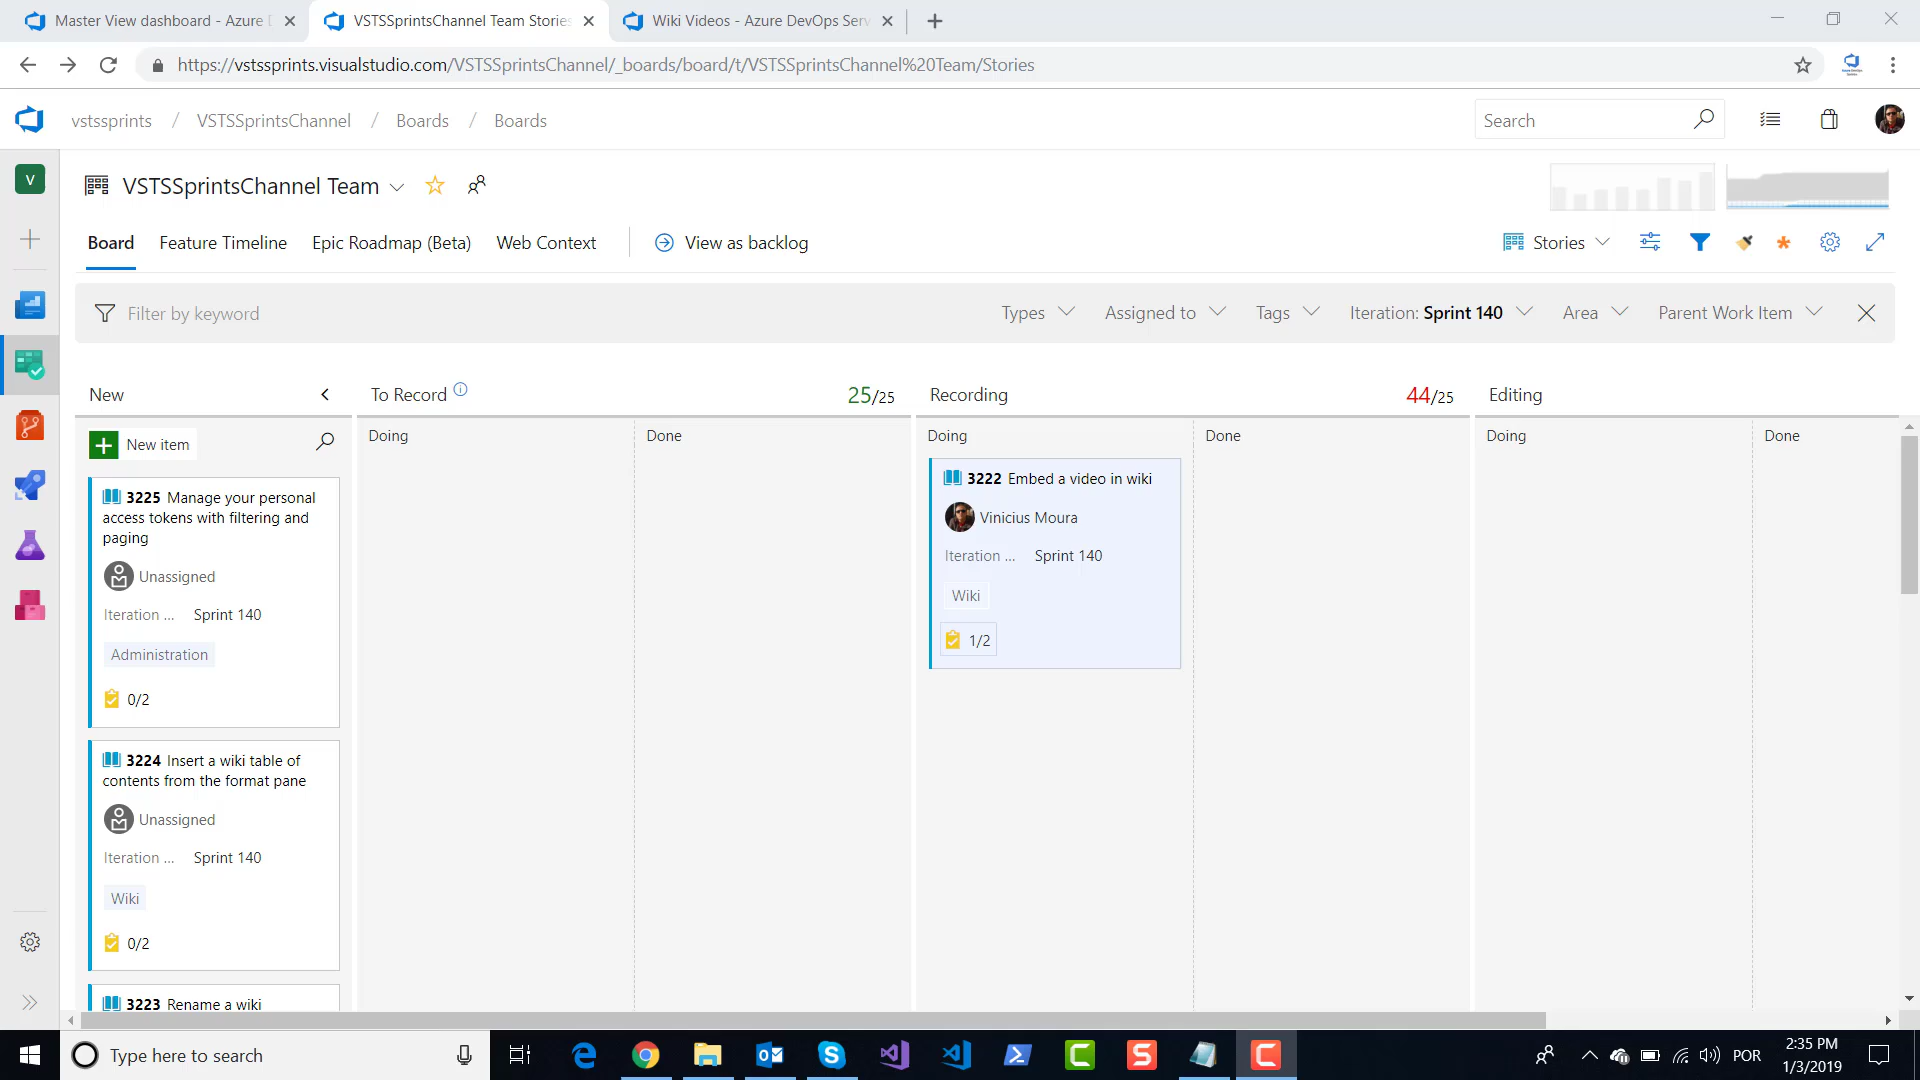 Master View dashboard - Azure D
VSTSSprintsChannel Team Stories
Wiki Videos - Azure DevOps Serv
https://vstssprints.visualstudio.com/VSTSSprintsChannel/_boards/board/t/VSTSSprintsChannel%20Team/Stories
vstssprints / VSTSSprintsChannel / Boards / Boards
Search
V
VSTSSprintsChannel Team
Board
Feature Timeline
Epic Roadmap (Beta)
Web Context
View as backlog
Stories
Filter by keyword
Types
Assigned to
Tags
Iteration: Sprint 140
Area
Parent Work Item
New
To Record
25/25
Recording
44/25
Editing
New item
Doing
Done
Doing
Done
Doing
Done
3225 Manage your personal
access tokens with filtering and
paging
Unassigned
Iteration ... Sprint 140
Administration
0/2
3224 Insert a wiki table of
contents from the format pane
Unassigned
Iteration ... Sprint 140
Wiki
0/2
3223 Rename a wiki
3222 Embed a video in wiki
Vinicius Moura
Iteration ... Sprint 140
Wiki
1/2
Type here to search
POR
2:35 PM
1/3/2019